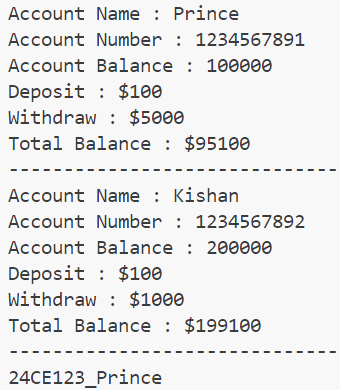 Account Name : Prince
Account Number : 1234567891
Account Balance : 100000
Deposit : $100
Withdraw : $5000
Total Balance : $95100
------------------------------
Account Name : Kishan
Account Number : 1234567892
Account Balance : 200000
Deposit : $100
Withdraw : $1000
Total Balance : $199100
------------------------------
24CE123_Prince